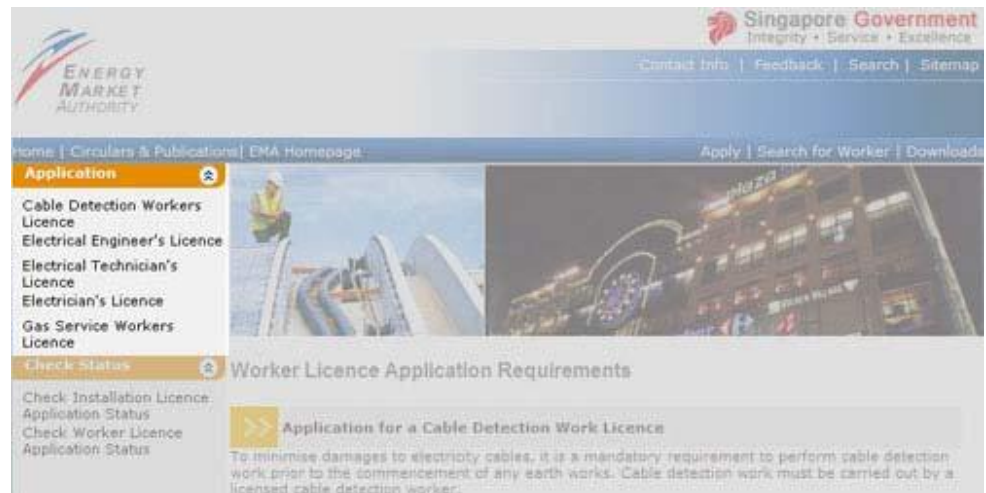 Singapore Government
Integrity • Service • Excellence
ENERGY
MARKET
AUTHORITY
Contact Info | Feedback | Search | Sitemap
Home | Circulars & Publications| EMA Homepage
Apply | Search for Worker | Downloads
Application
Cable Detection Workers
Licence
Electrical Engineer's Licence
Electrical Technician's
Licence
Electrician's Licence
Gas Service Workers
Licence
plaza
Check Status
Check Installation Licence
Application Status
Check Worker Licence
Application Status
Worker Licence Application Requirements
Application for a Cable Detection Work Licence
To minimise damages to electricity cables, it is a mandatory requirement to perform cable detection
work prior to the commencement of any earth works. Cable detection work must be carried out by a
licensed cable detection worker.